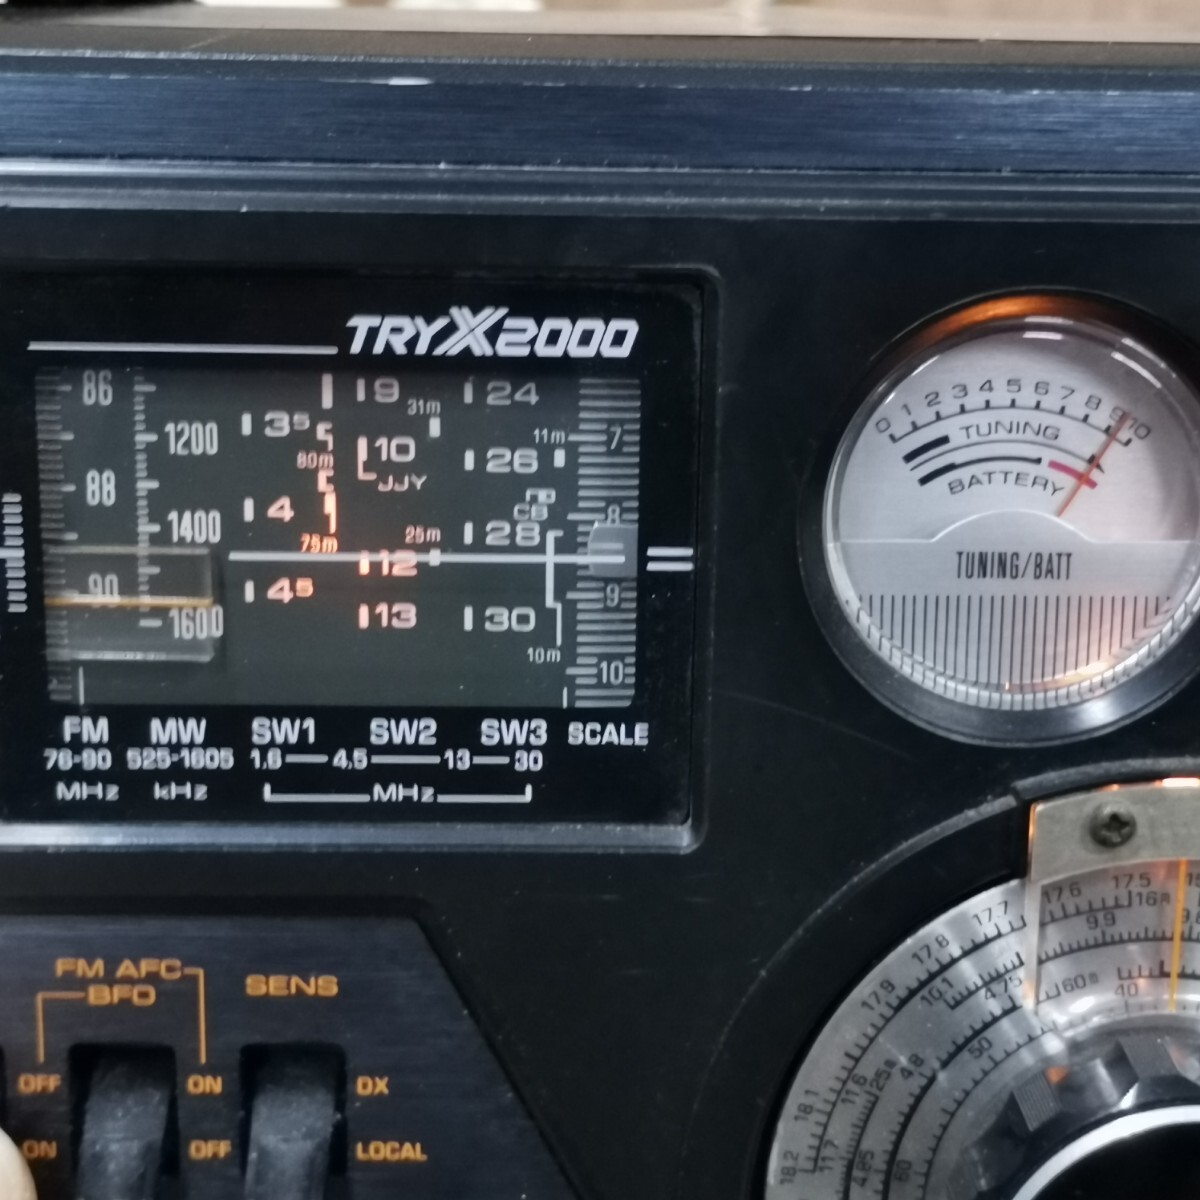 TRYX2000
86 1200 3⁵ 9 31m 24 7
80m 10 JJY 11m 26
88 1400 4 75m 25m CB 28 8
90 1600 4⁵ 12 13 30 10m 9
10
FM MW SW1 SW2 SW3 SCALE
76-90 525-1605 1.6 4.5 13 30
MHz kHz MHz
0 1 2 3 4 5 6 7 8 9 10
TUNING
BATTERY
TUNING/BATT
FM AFC
BFO
SENS
OFF ON DX
ON OFF LOCAL
17.5 17.6 17.7 17.8 17.9 18.1 18.2
16m 9.9 10.1 25m 11.6 11.7
60m 4.75 4.8 4.85
40 50 60